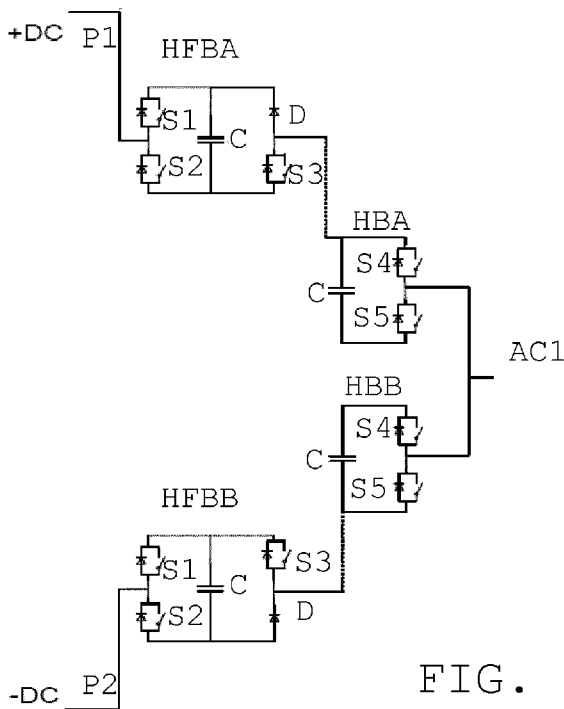 +DC
P1
HFBA
S1
C
D
S2
S3
HBA
S4
C
S5
AC1
HBB
S4
C
S5
HFBB
S1
C
S3
S2
D
-DC
P2
FIG.